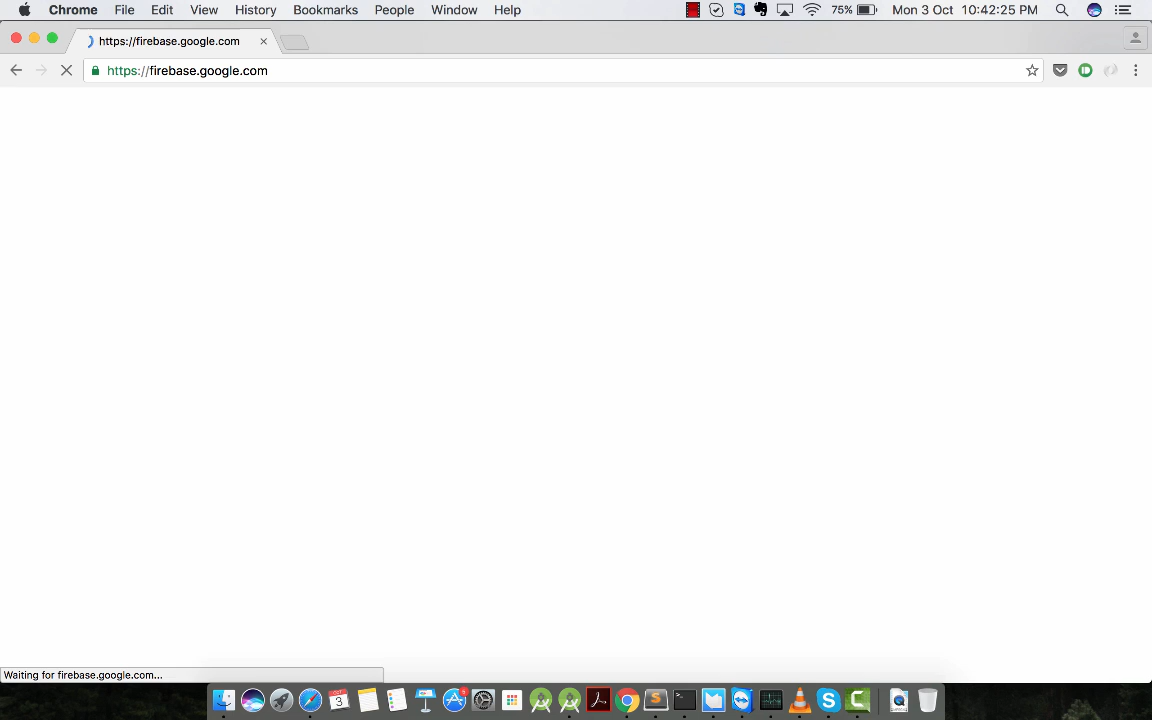 Chrome File Edit View History Bookmarks People Window Help 75% Mon 3 Oct 10:42:25 PM
https://firebase.google.com
https://firebase.google.com
Waiting for firebase.google.com...
3